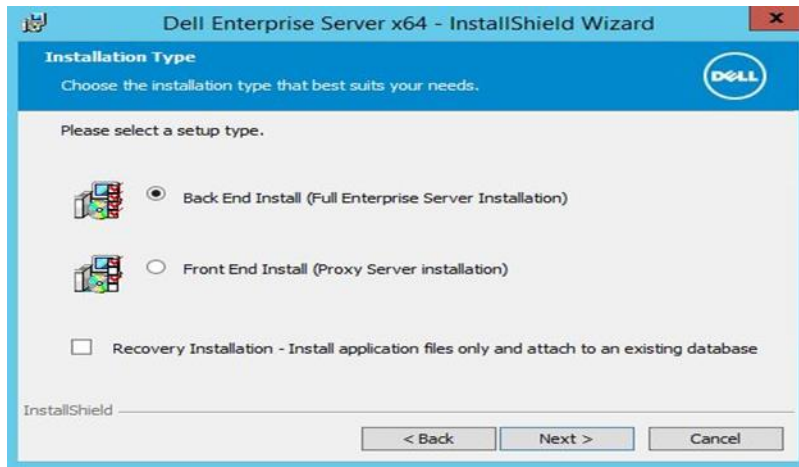 Dell Enterprise Server x64 - InstallShield Wizard
Installation Type
Choose the installation type that best suits your needs.
DELL
Please select a setup type.
Back End Install (Full Enterprise Server Installation)
Front End Install (Proxy Server installation)
Recovery Installation - Install application files only and attach to an existing database
InstallShield
< Back Next > Cancel